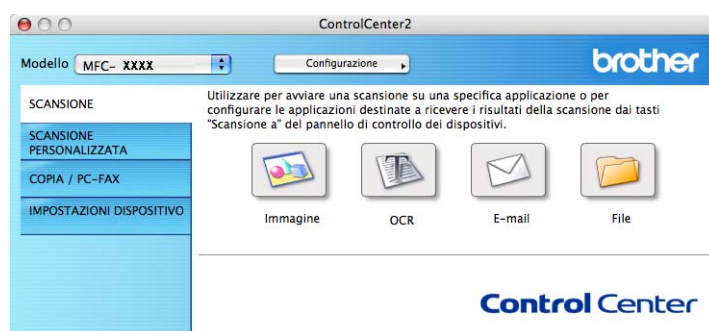 ControlCenter2
Modello MFC- XXXX Configurazione brother
SCANSIONE
SCANSIONE
PERSONALIZZATA
COPIA / PC-FAX
IMPOSTAZIONI DISPOSITIVO
Utilizzare per avviare una scansione su una specifica applicazione o per
configurare le applicazioni destinate a ricevere i risultati della scansione dai tasti
"Scansione a" del pannello di controllo dei dispositivi.
Immagine OCR E-mail File
Control Center